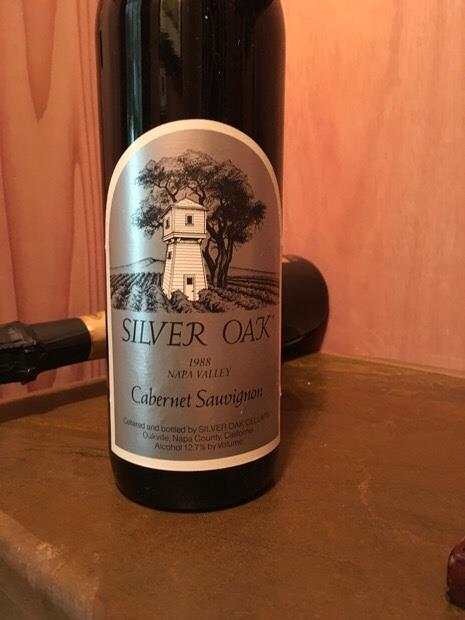 SILVER OAK®
1988
NAPA VALLEY
Cabernet Sauvignon
Cellared and bottled by SILVER OAK CELLARS
Oakville, Napa County, California
Alcohol 12.7% by Volume